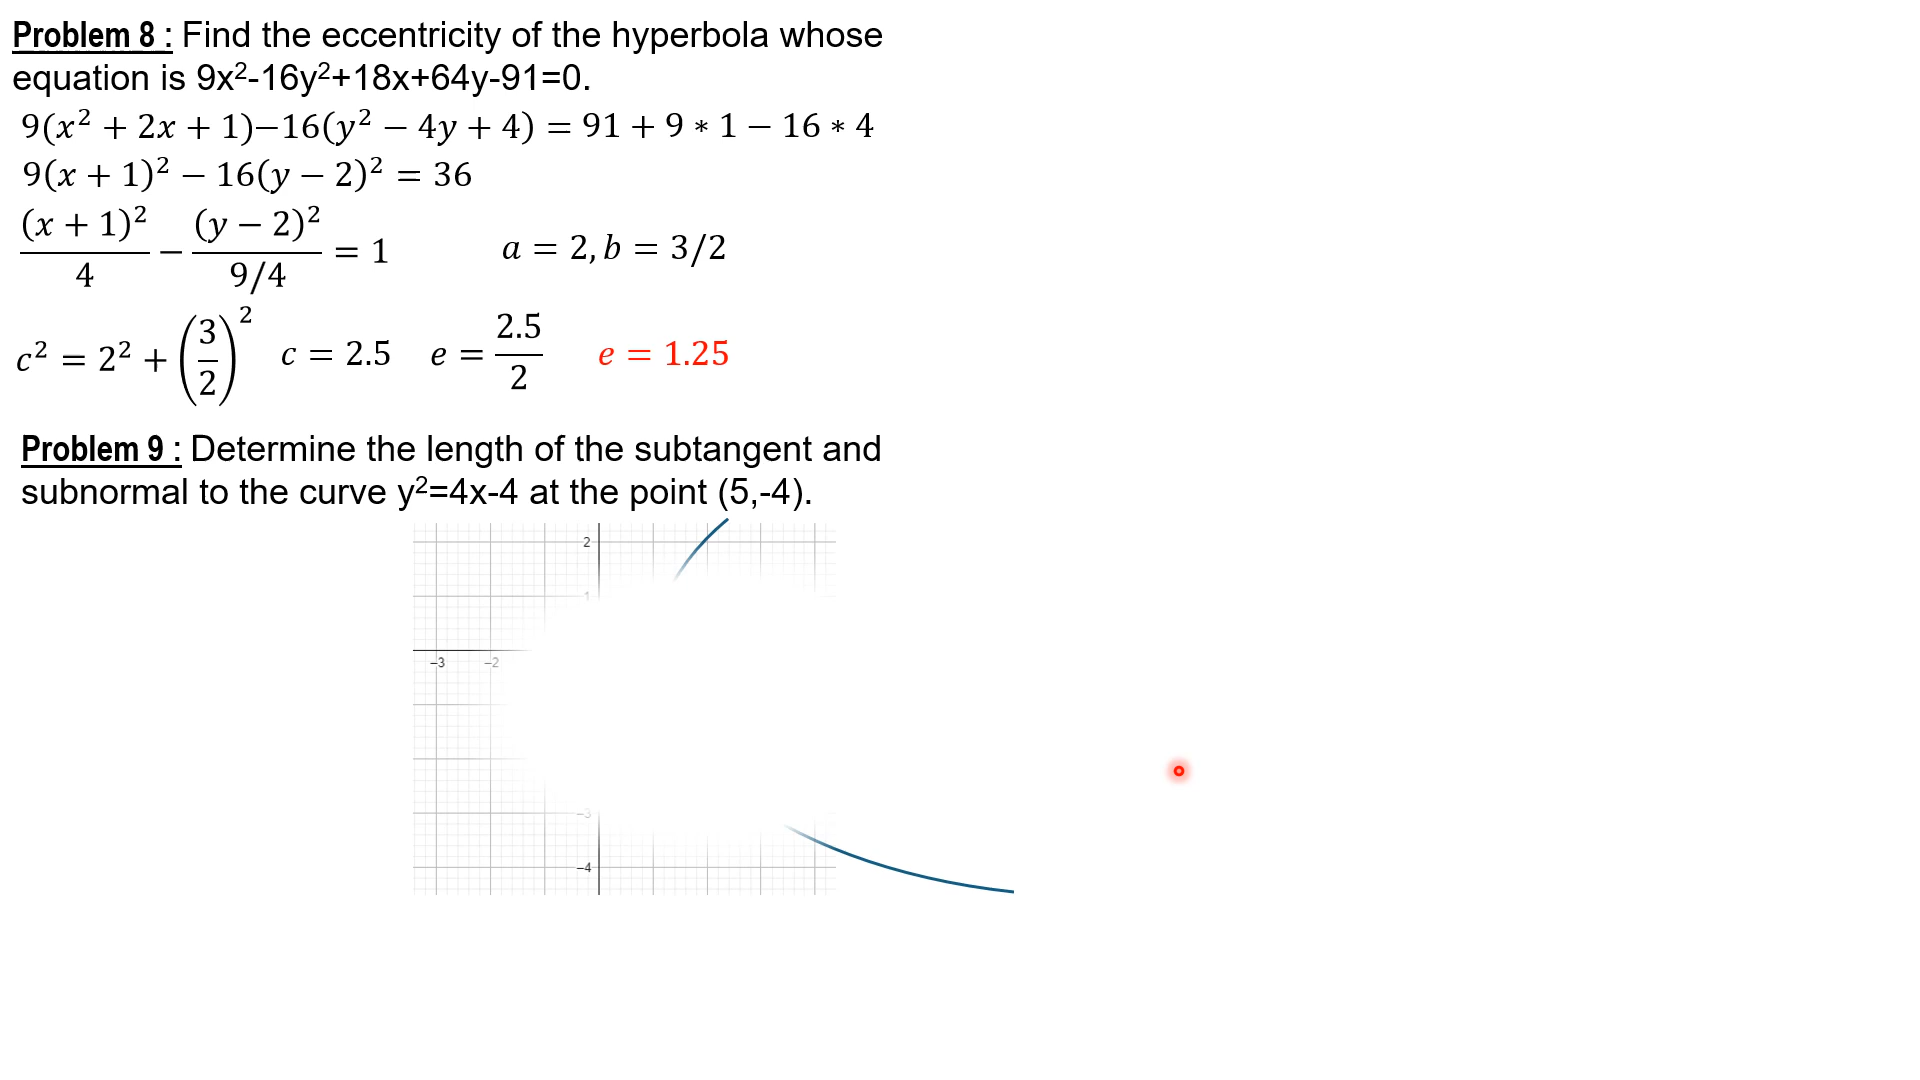 Problem 8 : Find the eccentricity of the hyperbola whose
equation is 9x²-16y²+18x+64y-91=0.
9(x² + 2x + 1)−16(y² − 4y + 4) = 91 + 9 ∗ 1 − 16 ∗ 4
9(x + 1)² − 16(y − 2)² = 36
(x + 1)²/4 − (y − 2)²/(9/4) = 1 a = 2, b = 3/2
c² = 2² + (3/2)² c = 2.5 e = 2.5/2 e = 1.25
Problem 9 : Determine the length of the subtangent and
subnormal to the curve y²=4x-4 at the point (5,-4).
2
1
−3 −2
−3
−4